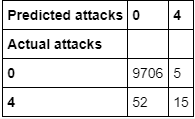 Predicted attacks 0 4
Actual attacks
0 9706 5
4 52 15